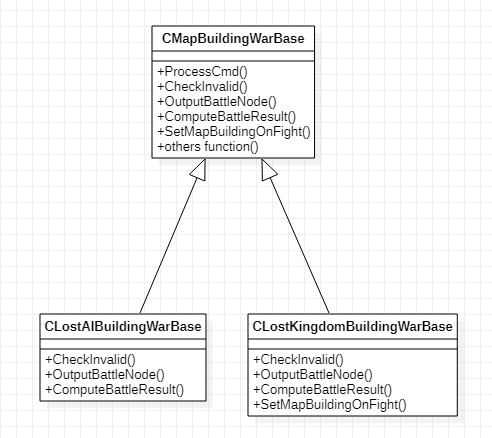 CMapBuildingWarBase
+ProcessCmd()
+CheckInvalid()
+OutputBattleNode()
+ComputeBattleResult()
+SetMapBuildingOnFight()
+others function()
CLostAIBuildingWarBase
+CheckInvalid()
+OutputBattleNode()
+ComputeBattleResult()
CLostKingdomBuildingWarBase
+CheckInvalid()
+OutputBattleNode()
+ComputeBattleResult()
+SetMapBuildingOnFight()